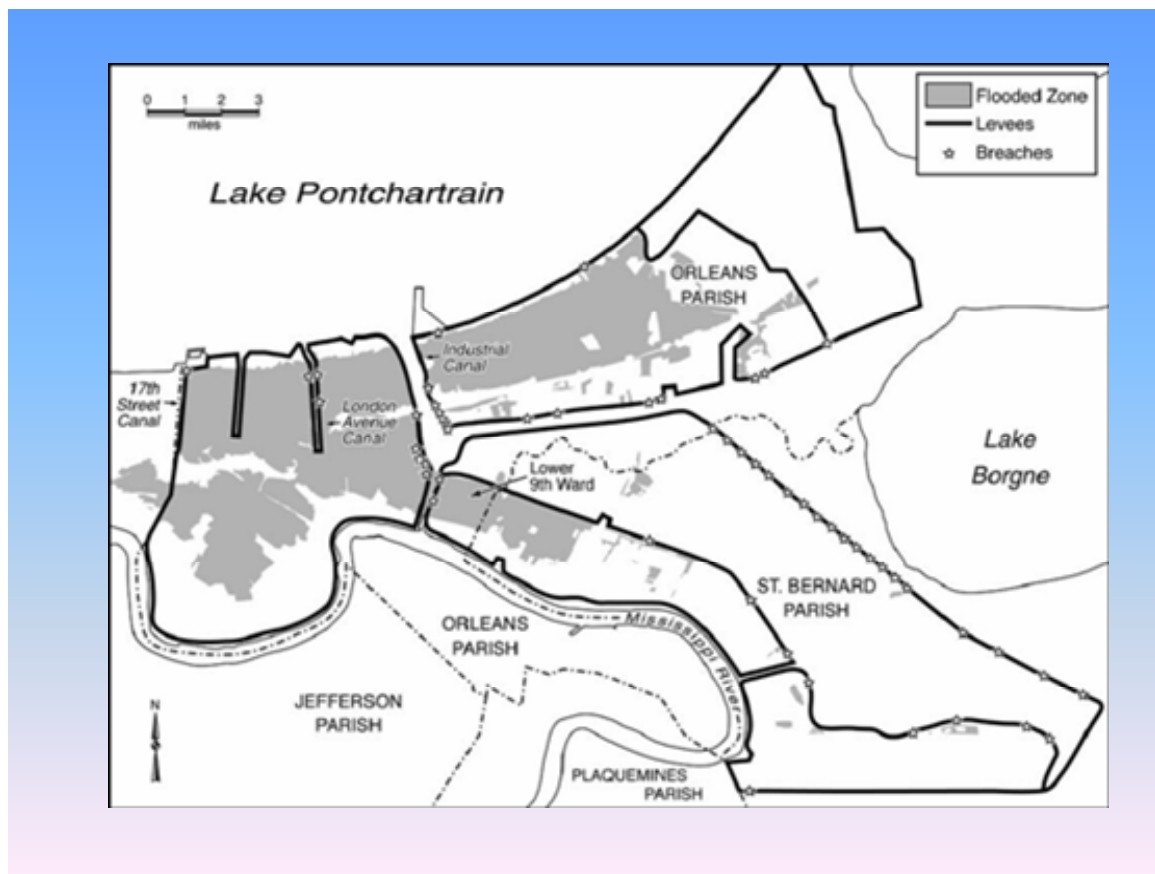 0 1 2 3
miles
Flooded Zone
Levees
Breaches
Lake Pontchartrain
ORLEANS
PARISH
Industrial
Canal
17th
Street
Canal
London
Avenue
Canal
Lower
9th Ward
Lake
Borgne
ST. BERNARD
PARISH
ORLEANS
PARISH
Mississippi River
JEFFERSON
PARISH
N
PLAQUEMINES
PARISH